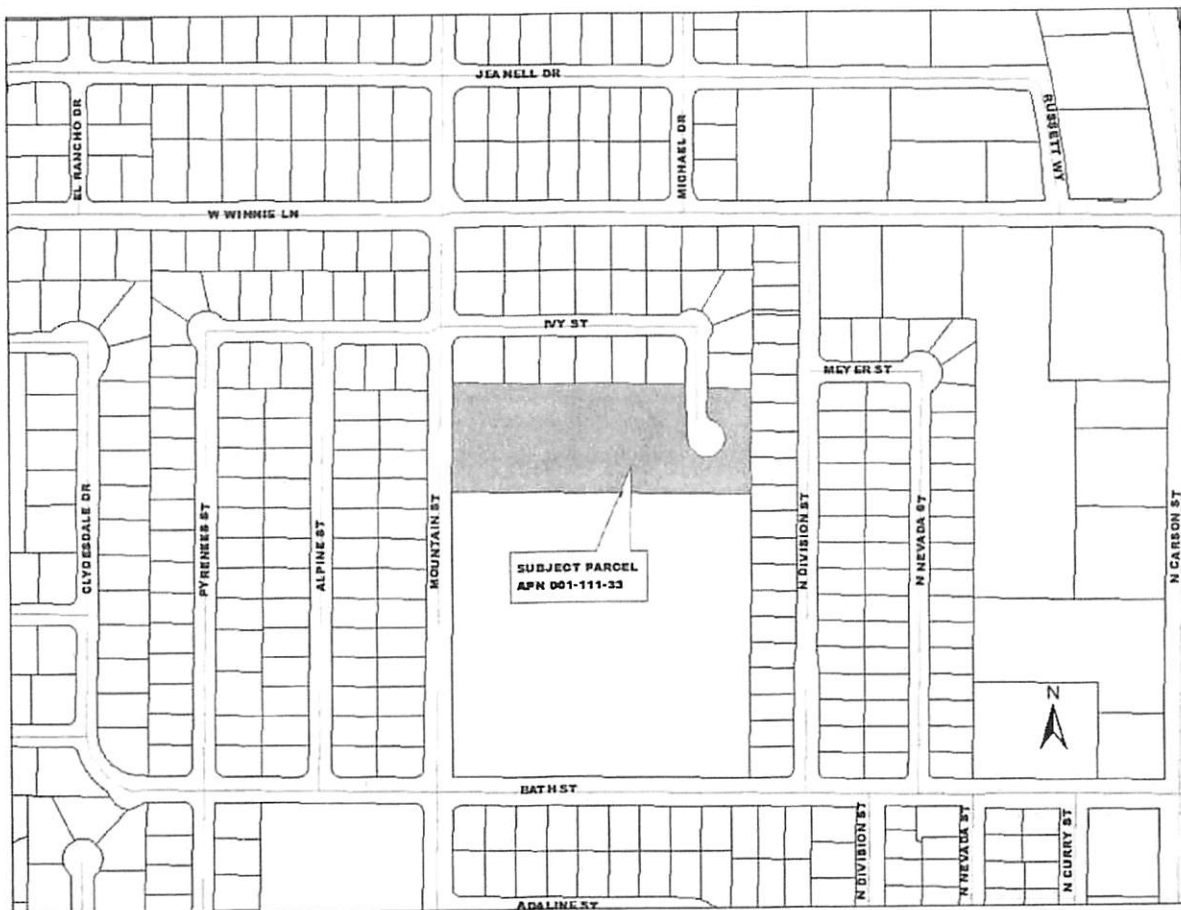 JEANELL DR
EL RANCHO DR
MICHAEL DR
RUSSETT WY
W WINNIE LN
IVY ST
MEYER ST
CLYDESDALE DR
PYRENEES ST
ALPINE ST
MOUNTAIN ST
N DIVISION ST
N NEVADA ST
N CARSON ST
SUBJECT PARCEL
APN 001-111-33
N
BATH ST
N DIVISION ST
N NEVADA ST
N CURRY ST
ADALINE ST